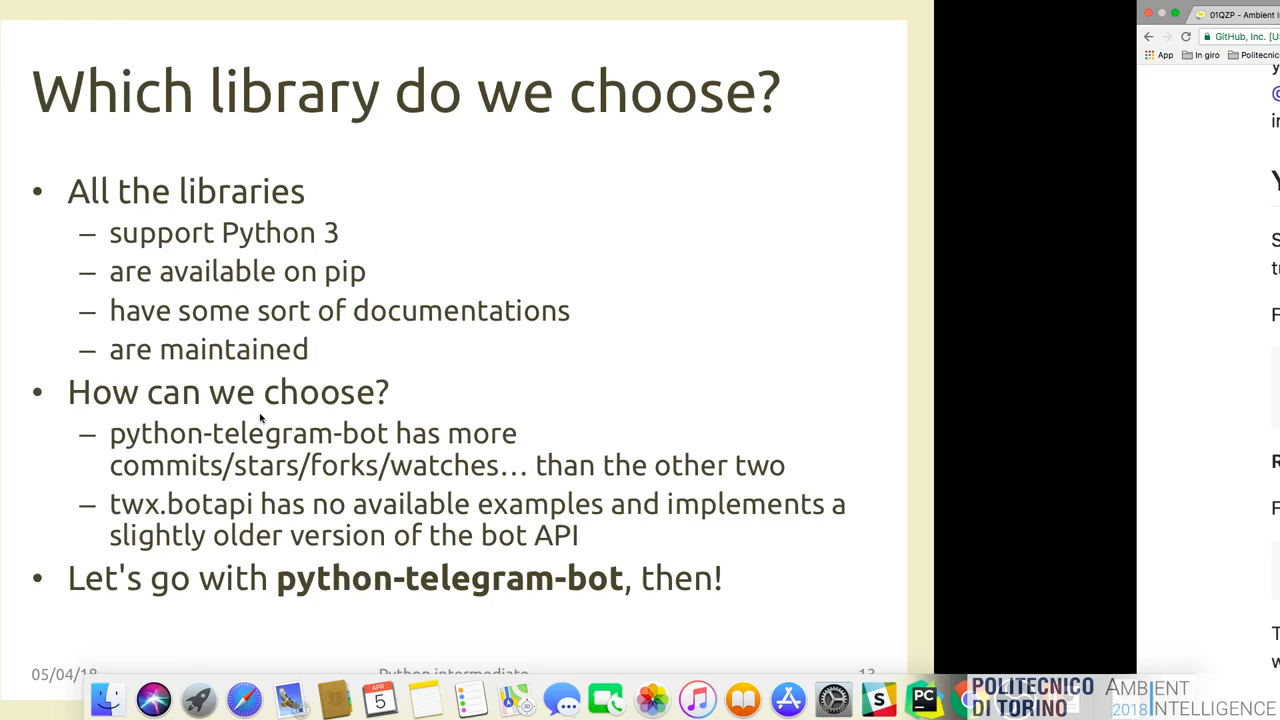 Which library do we choose?
• All the libraries
– support Python 3
– are available on pip
– have some sort of documentations
– are maintained
• How can we choose?
– python-telegram-bot has more
commits/stars/forks/watches... than the other two
– twx.botapi has no available examples and implements a
slightly older version of the bot API
• Let's go with python-telegram-bot, then!
05/04/18
Python intermediate
13
01QZP - Ambient I
GitHub, Inc. [U
App
In giro
Politecnic
APR
5
PC
POLITECNICO
DI TORINO
AMBIENT
2018 INTELLIGENCE